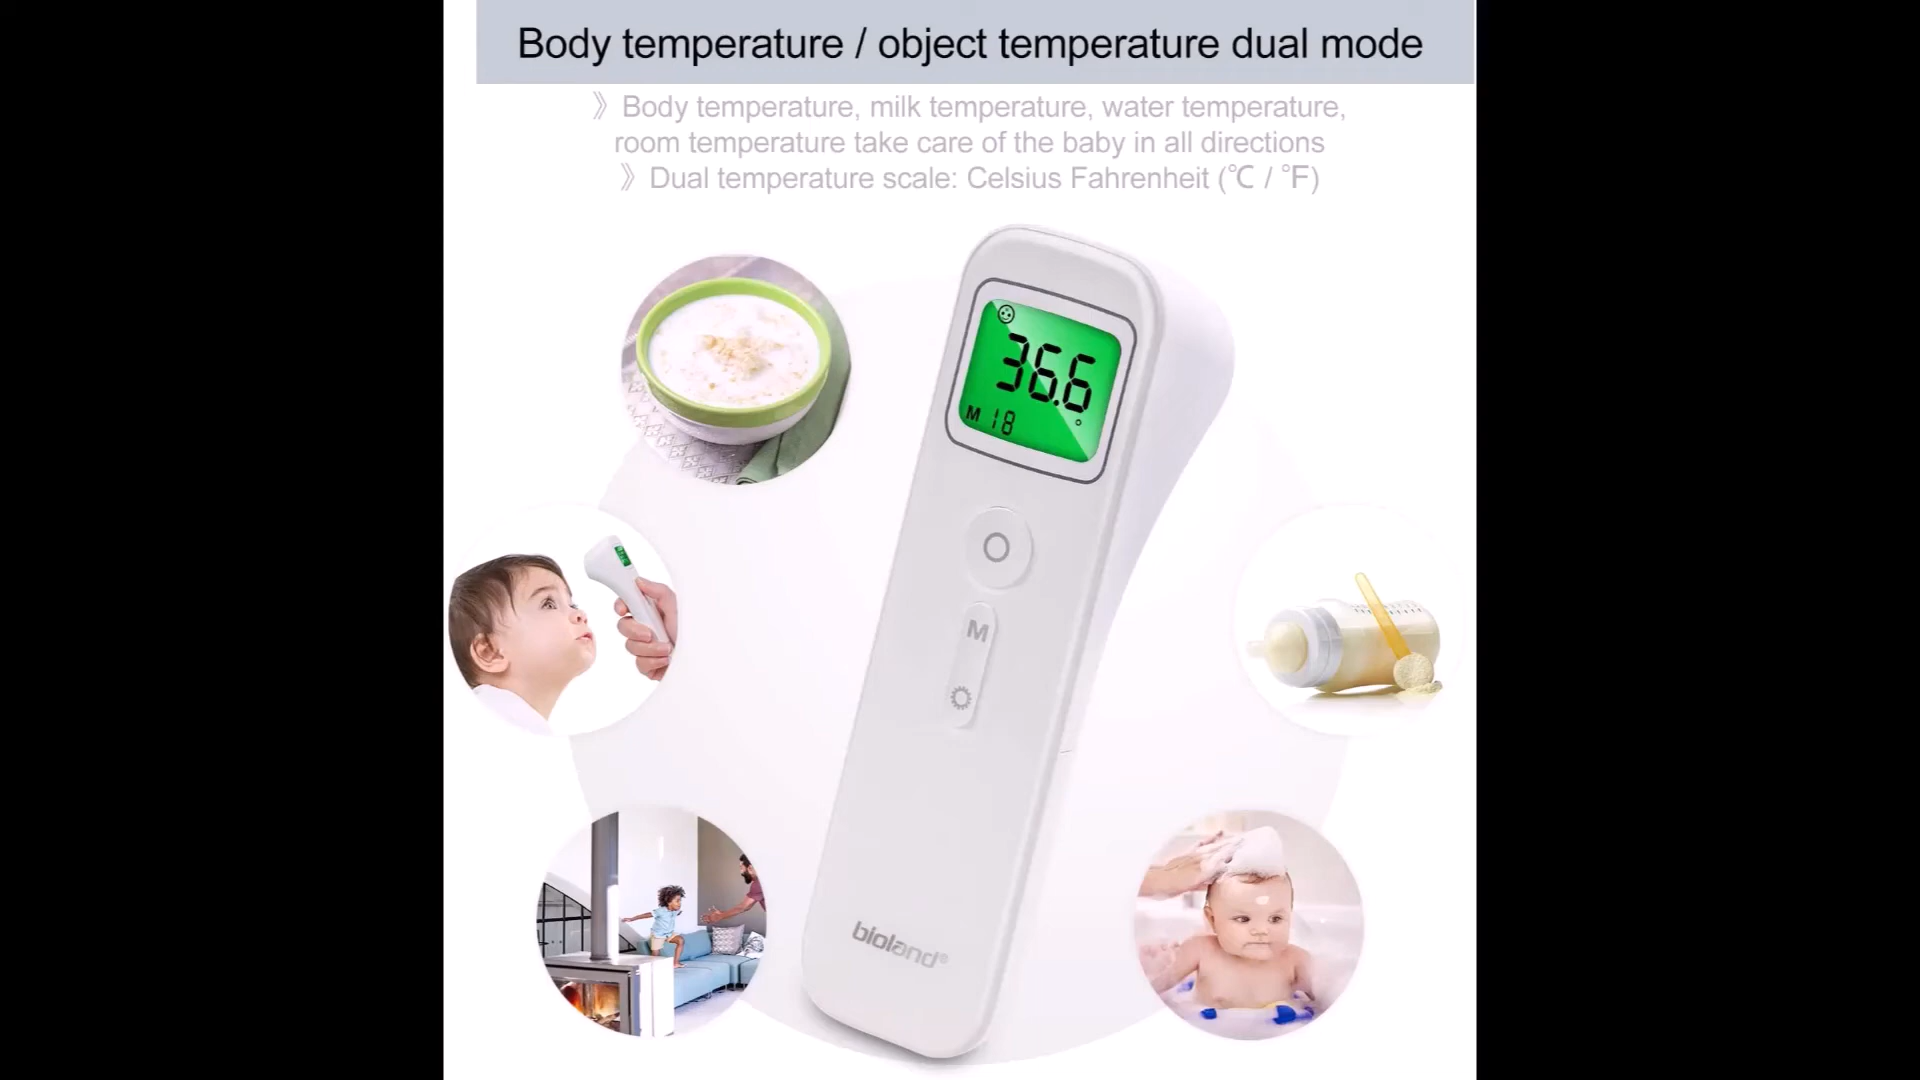 Body temperature / object temperature dual mode
》Body temperature, milk temperature, water temperature,
room temperature take care of the baby in all directions
》Dual temperature scale: Celsius Fahrenheit (℃ / ℉)
36.6
M 18 °
M
bioland®